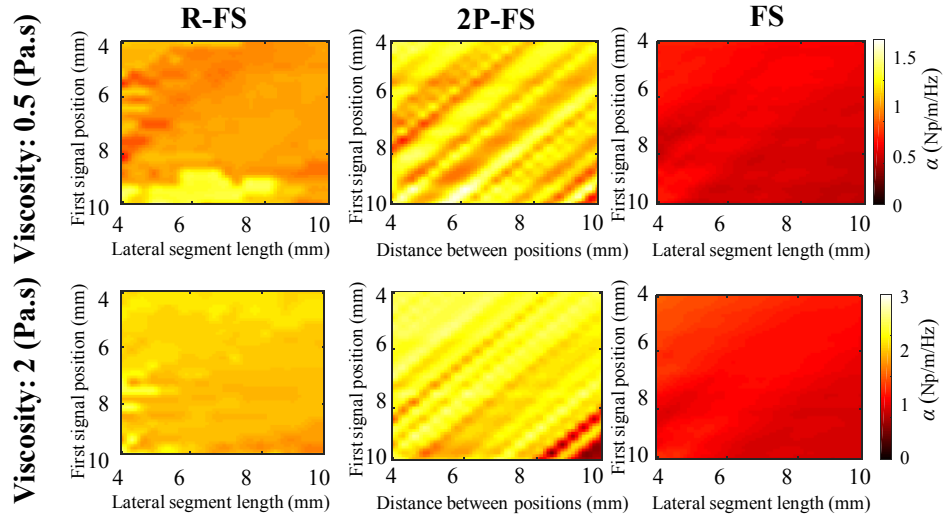 R-FS
2P-FS
FS
Viscosity: 0.5 (Pa.s)
First signal position (mm)
4
6
8
10
4
6
8
10
Lateral segment length (mm)
First signal position (mm)
4
6
8
10
4
6
8
10
Distance between positions (mm)
First signal position (mm)
4
6
8
10
4
6
8
10
Lateral segment length (mm)
1.5
1
0.5
0
α (Np/m/Hz)
Viscosity: 2 (Pa.s)
First signal position (mm)
4
6
8
10
4
6
8
10
Lateral segment length (mm)
First signal position (mm)
4
6
8
10
4
6
8
10
Distance between positions (mm)
First signal position (mm)
4
6
8
10
4
6
8
10
Lateral segment length (mm)
3
2
1
0
α (Np/m/Hz)